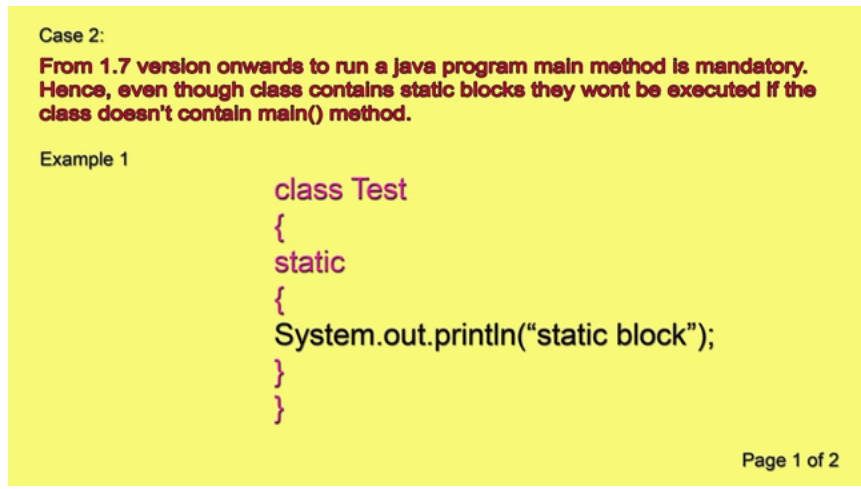 Case 2:
From 1.7 version onwards to run a java program main method is mandatory.
Hence, even though class contains static blocks they wont be executed if the
class doesn't contain main() method.
Example 1
class Test
{
static
{
System.out.println(“static block”);
}
}
Page 1 of 2